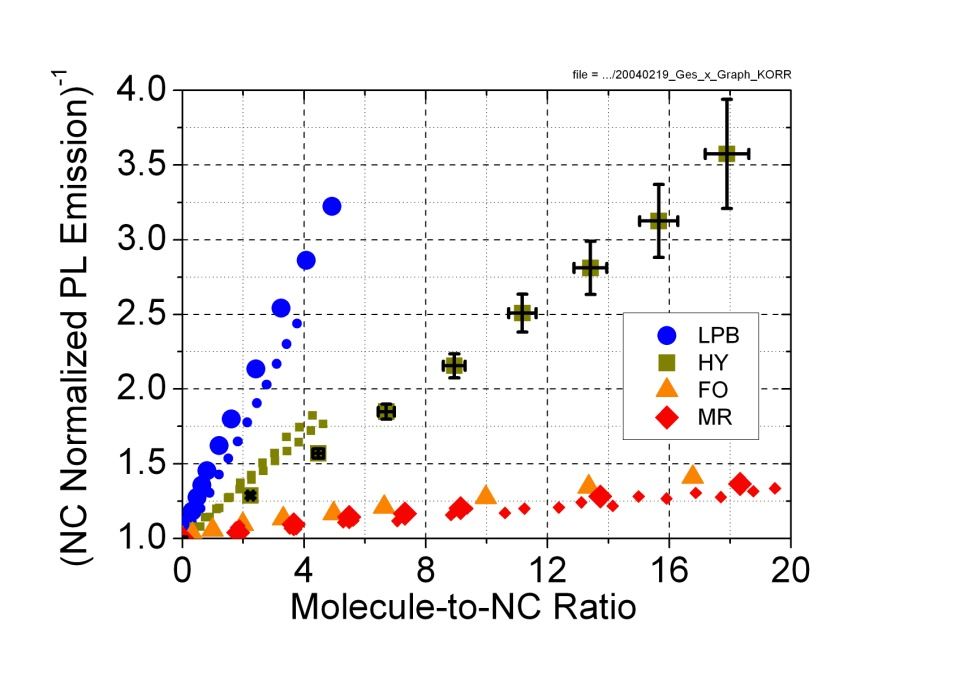 file = .../20040219_Ges_x_Graph_KORR
(NC Normalized PL Emission)⁻¹
4.0
3.5
3.0
2.5
2.0
1.5
1.0
LPB
HY
FO
MR
0 4 8 12 16 20
Molecule-to-NC Ratio